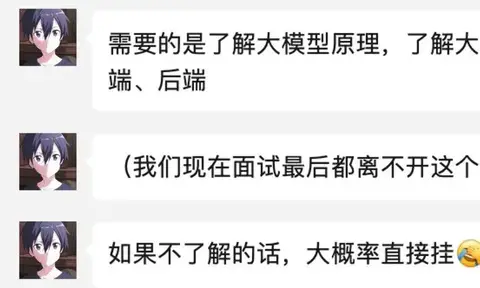 需要的是了解大模型原理，了解大
端、后端
（我们现在面试最后都离不开这个
如果不了解的话，大概率直接挂🤣